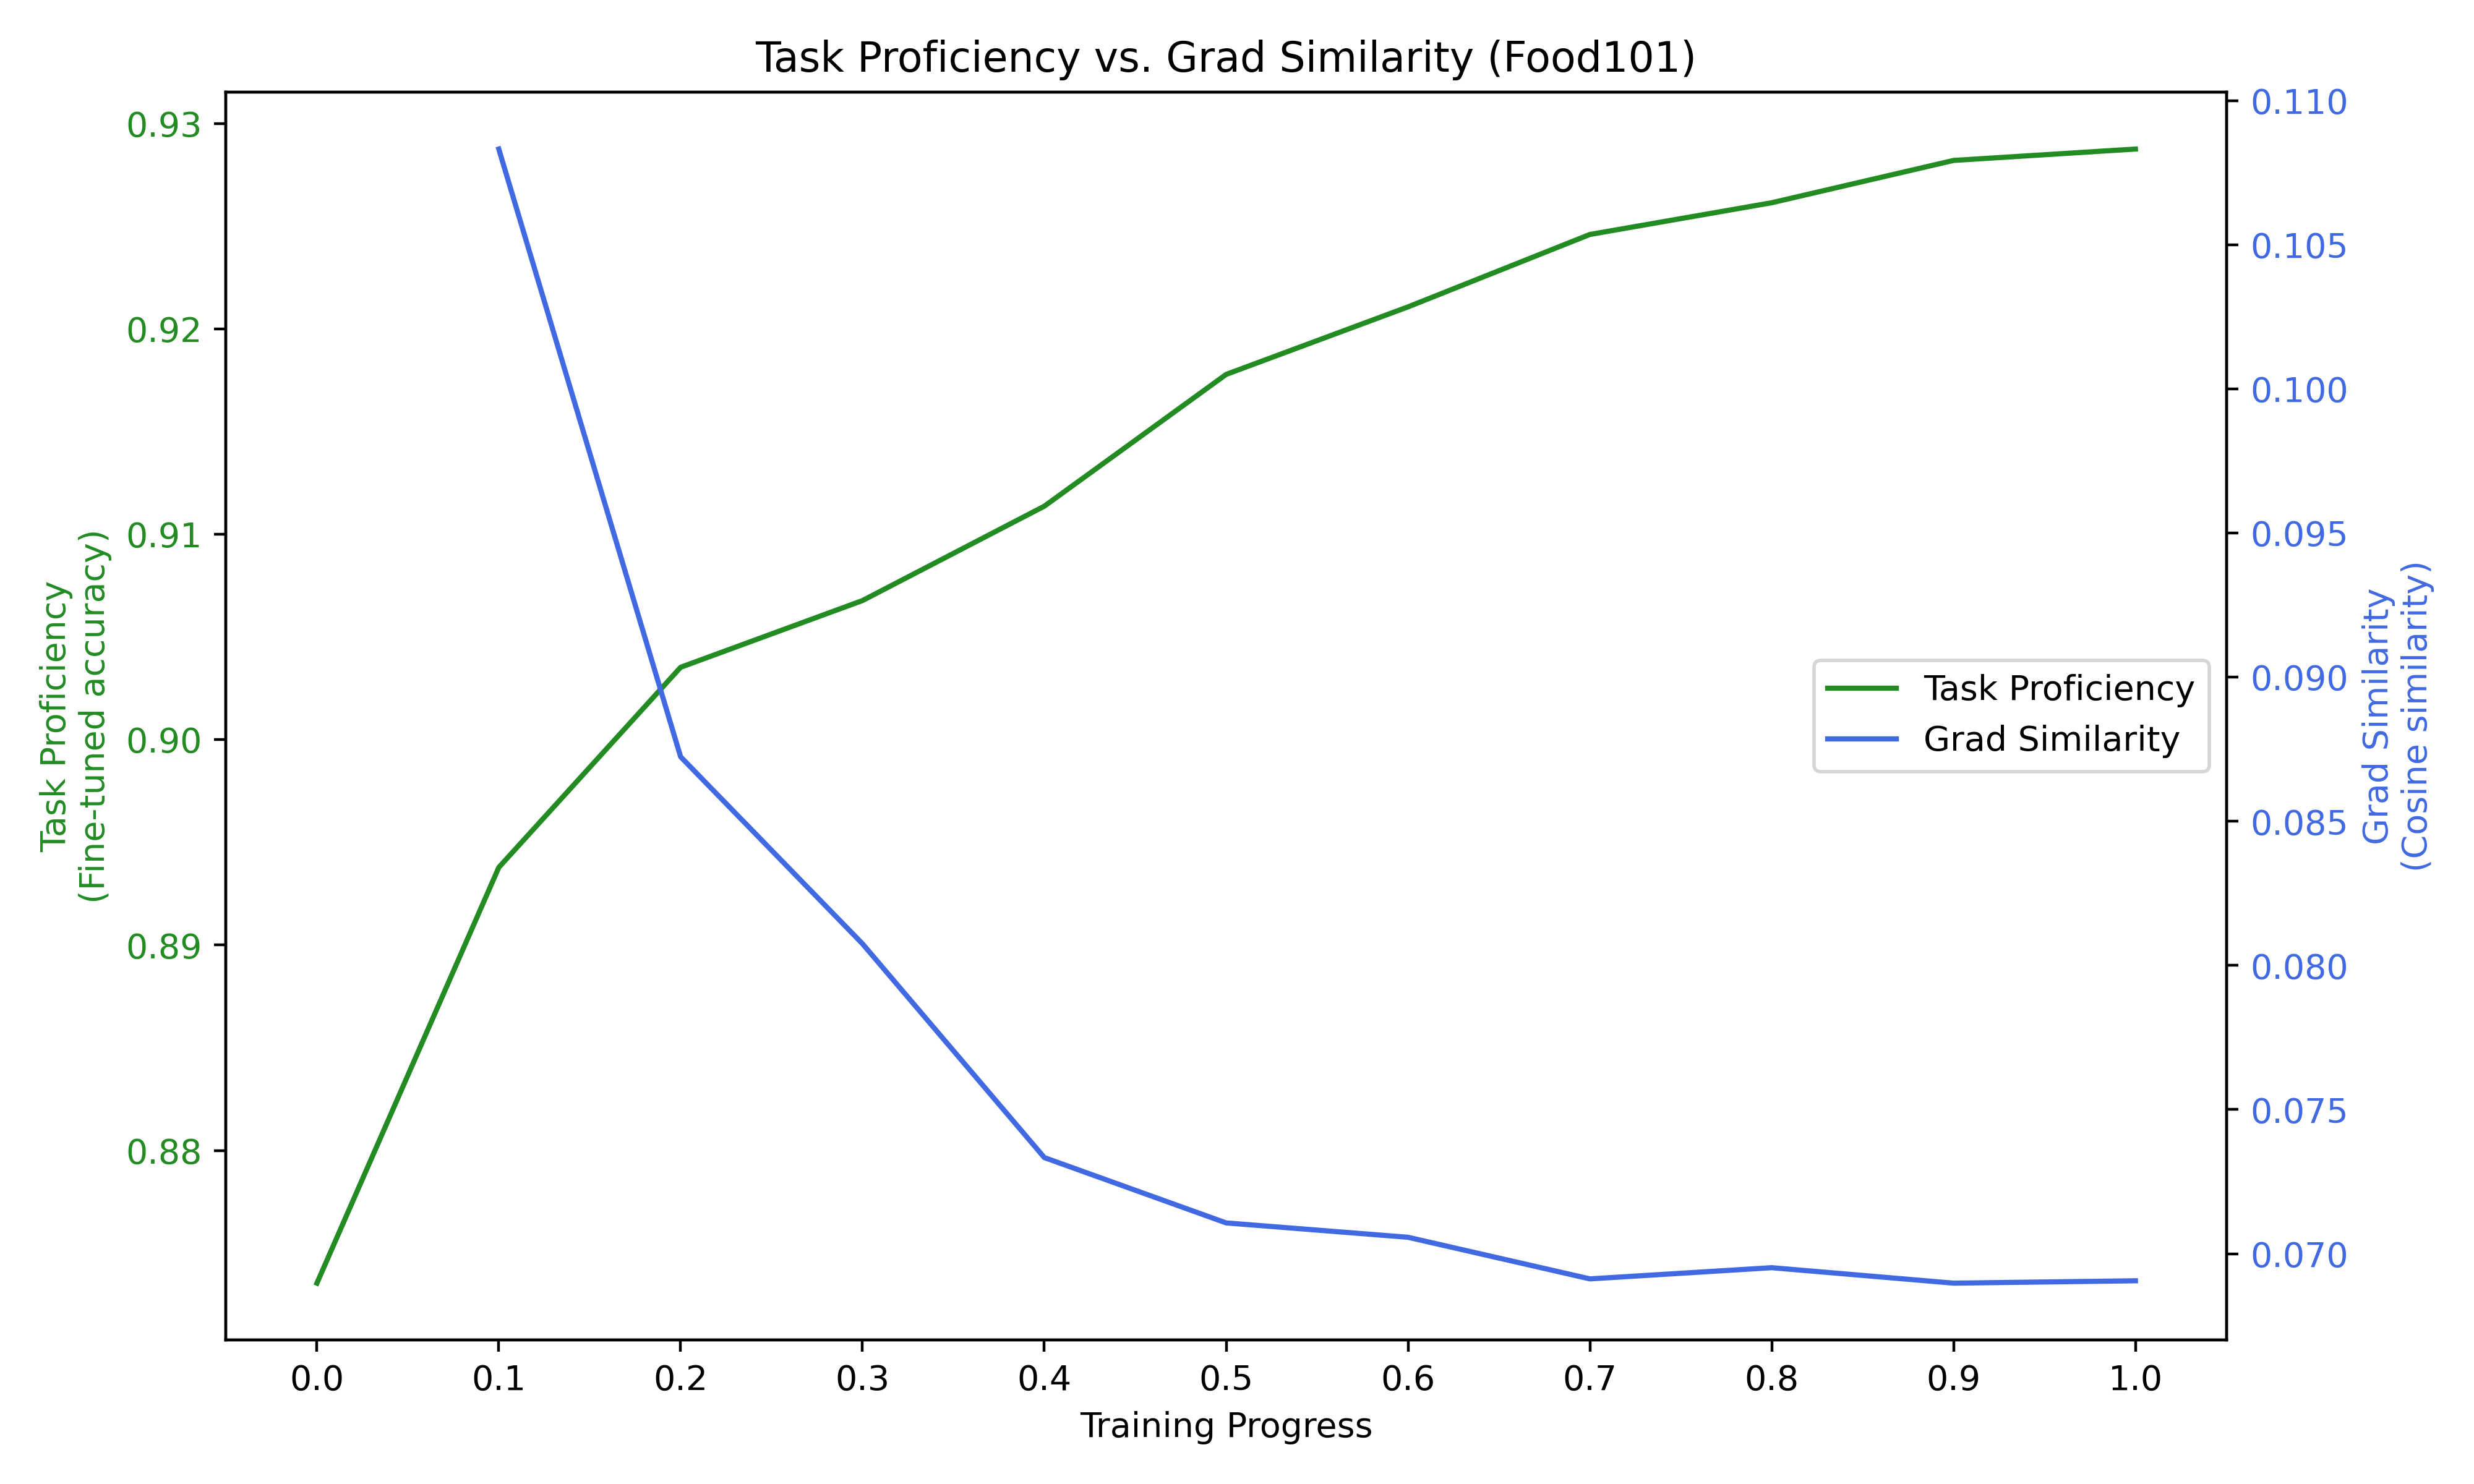 Task Proficiency vs. Grad Similarity (Food101)
0.93
0.92
0.91
0.90
0.89
0.88
Task Proficiency
(Fine-tuned accuracy)
0.110
0.105
0.100
0.095
0.090
0.085
0.080
0.075
0.070
Grad Similarity
(Cosine similarity)
Task Proficiency
Grad Similarity
0.0 0.1 0.2 0.3 0.4 0.5 0.6 0.7 0.8 0.9 1.0
Training Progress